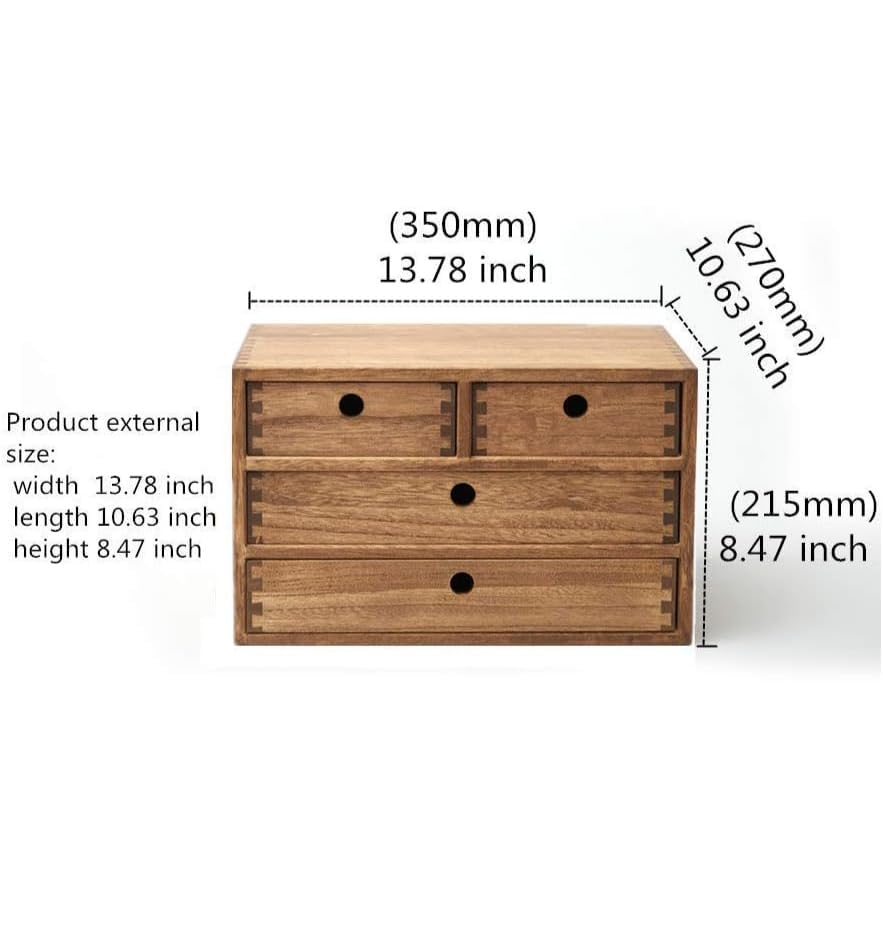 (350mm)
13.78 inch
(270mm)
10.63 inch
Product external
size:
width 13.78 inch
length 10.63 inch
height 8.47 inch
(215mm)
8.47 inch